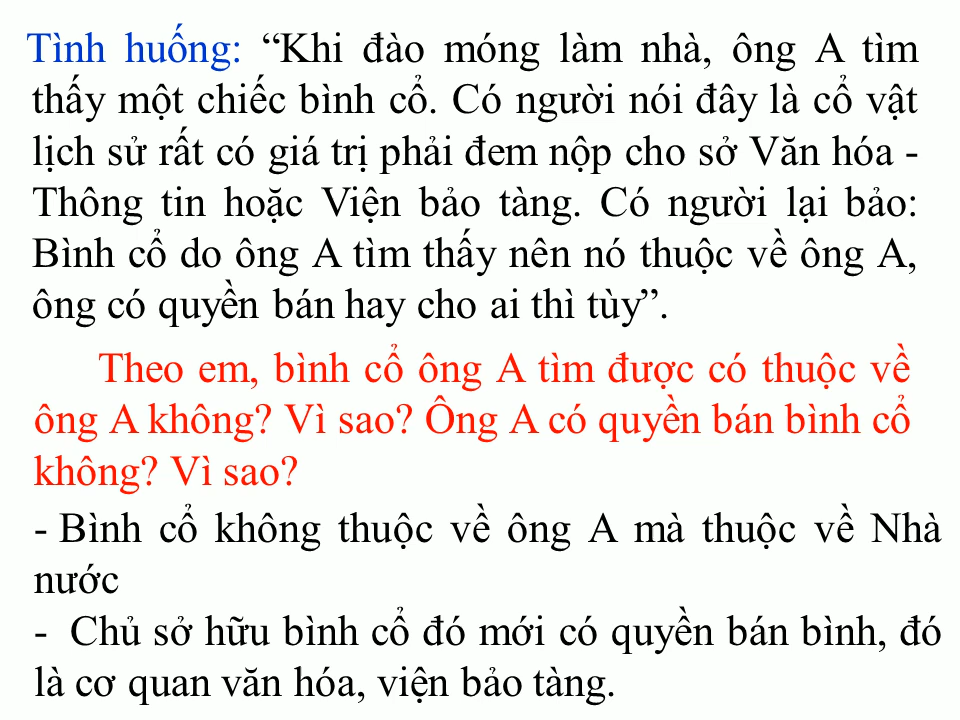 Tình huống: “Khi đào móng làm nhà, ông A tìm
thấy một chiếc bình cổ. Có người nói đây là cổ vật
lịch sử rất có giá trị phải đem nộp cho sở Văn hóa -
Thông tin hoặc Viện bảo tàng. Có người lại bảo:
Bình cổ do ông A tìm thấy nên nó thuộc về ông A,
ông có quyền bán hay cho ai thì tùy”.
Theo em, bình cổ ông A tìm được có thuộc về
ông A không? Vì sao? Ông A có quyền bán bình cổ
không? Vì sao?
- Bình cổ không thuộc về ông A mà thuộc về Nhà
nước
- Chủ sở hữu bình cổ đó mới có quyền bán bình, đó
là cơ quan văn hóa, viện bảo tàng.